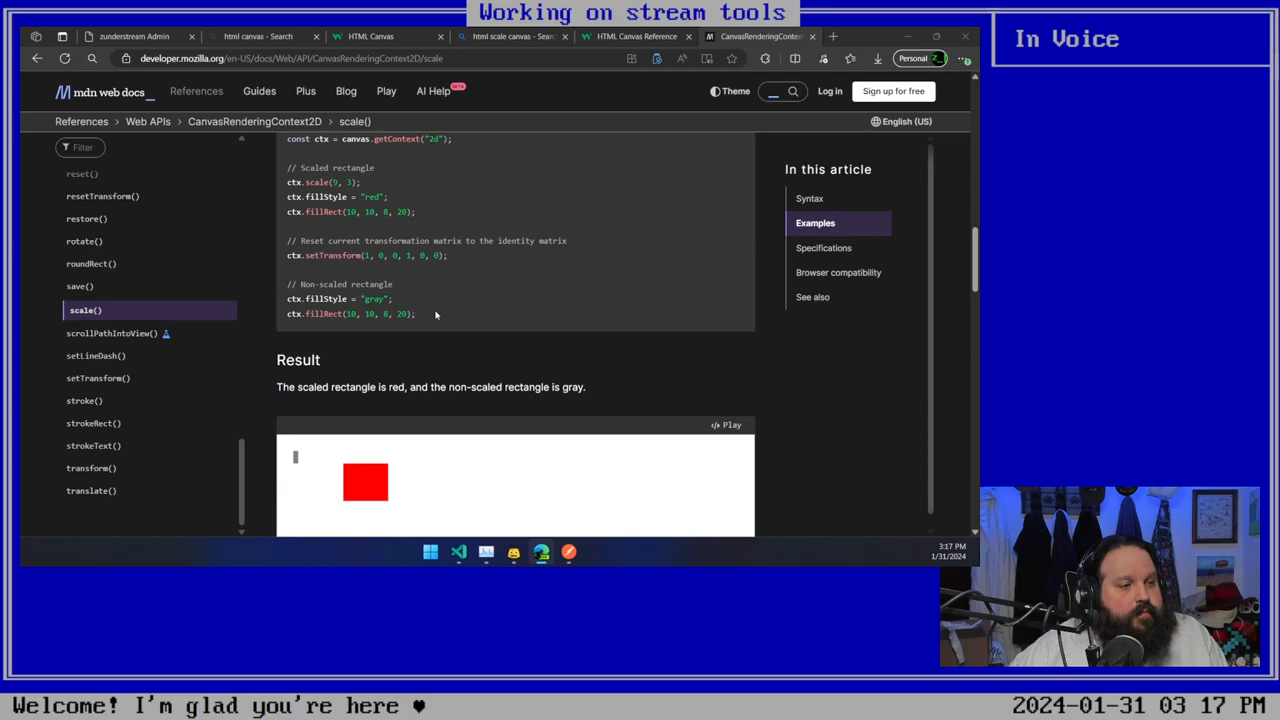 Working on stream tools
In Voice
zunderstream Admin
html canvas - Search
HTML Canvas
html scale canvas - Searc
HTML Canvas Reference
CanvasRenderingContex
developer.mozilla.org/en-US/docs/Web/API/CanvasRenderingContext2D/scale
Personal
mdn web docs_
References
Guides
Plus
Blog
Play
AI Help BETA
Theme
Log in
Sign up for free
References > Web APIs > CanvasRenderingContext2D > scale()
English (US)
Filter
reset()
resetTransform()
restore()
rotate()
roundRect()
save()
scale()
scrollPathIntoView()
setLineDash()
setTransform()
stroke()
strokeRect()
strokeText()
transform()
translate()
const ctx = canvas.getContext("2d");
// Scaled rectangle
ctx.scale(9, 3);
ctx.fillStyle = "red";
ctx.fillRect(10, 10, 8, 20);
// Reset current transformation matrix to the identity matrix
ctx.setTransform(1, 0, 0, 1, 0, 0);
// Non-scaled rectangle
ctx.fillStyle = "gray";
ctx.fillRect(10, 10, 8, 20);
Result
The scaled rectangle is red, and the non-scaled rectangle is gray.
Play
In this article
Syntax
Examples
Specifications
Browser compatibility
See also
3:17 PM
1/31/2024
Welcome! I'm glad you're here ♥
2024-01-31 03 17 PM